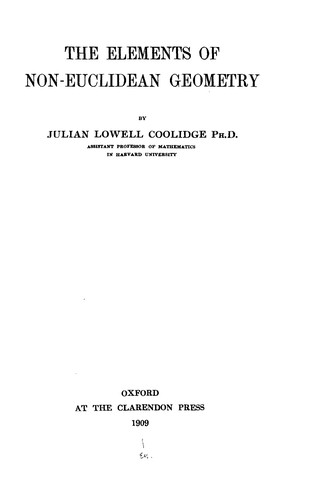 THE ELEMENTS OF
NON-EUCLIDEAN GEOMETRY
BY
JULIAN LOWELL COOLIDGE PH.D.
ASSISTANT PROFESSOR OF MATHEMATICS
IN HARVARD UNIVERSITY
OXFORD
AT THE CLARENDON PRESS
1909